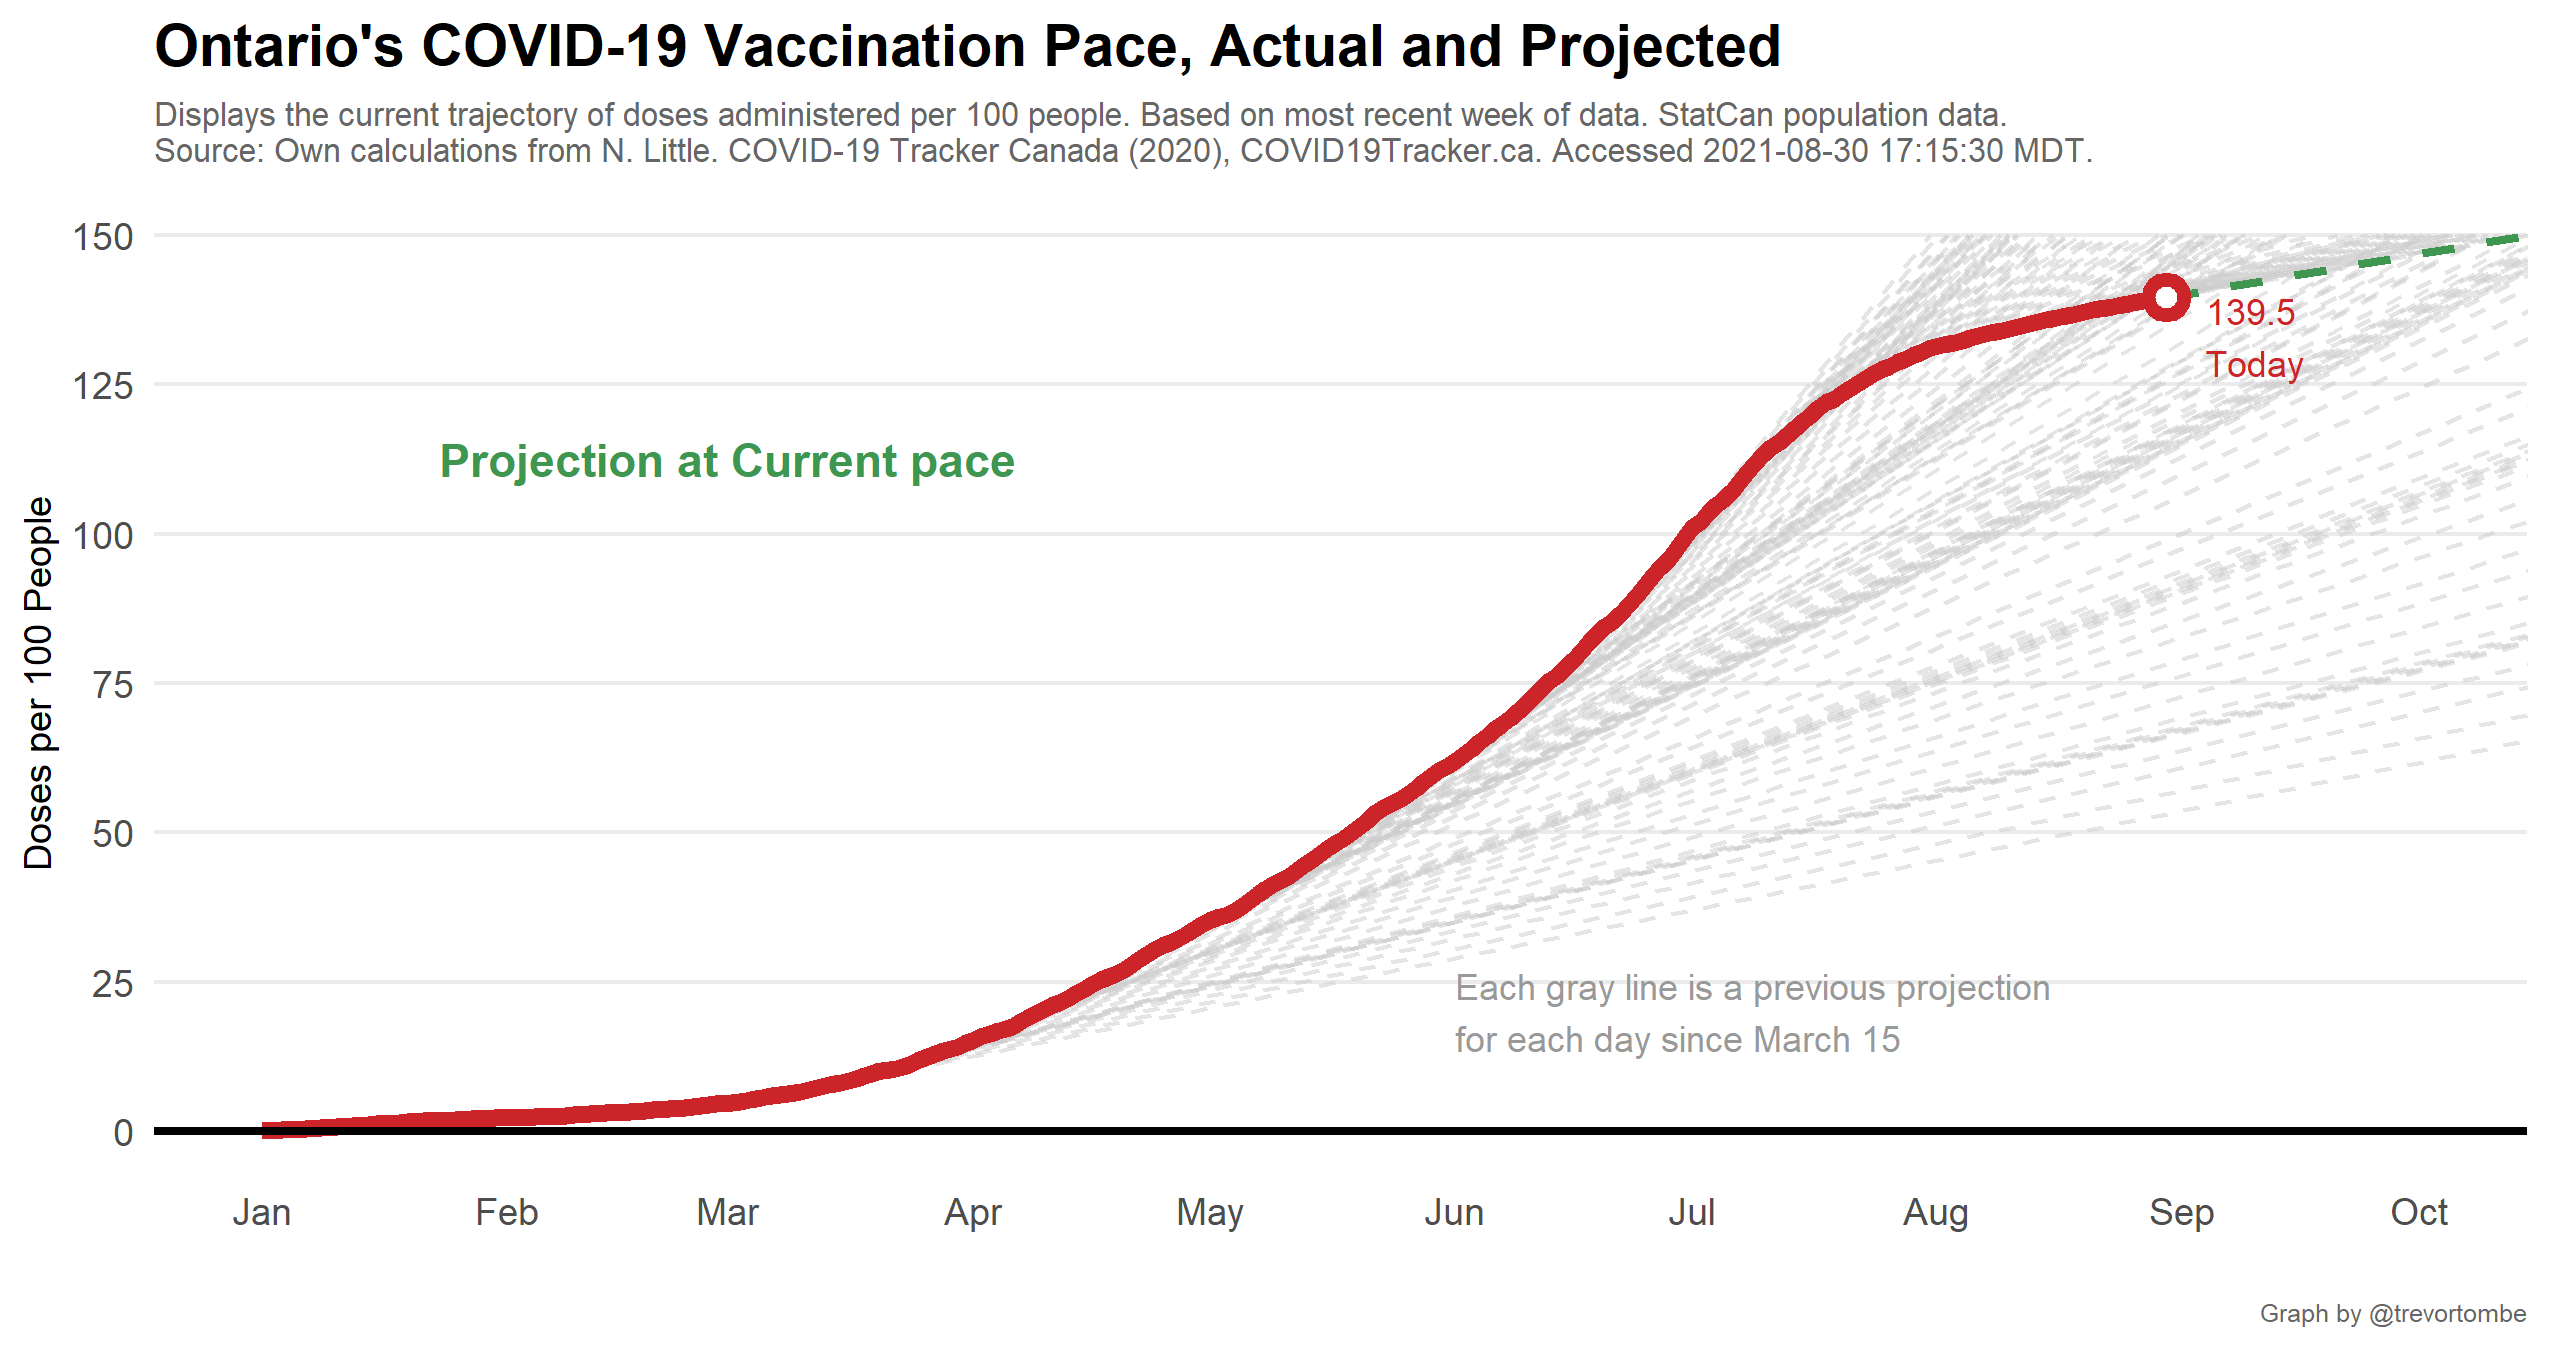 Ontario's COVID-19 Vaccination Pace, Actual and Projected
Displays the current trajectory of doses administered per 100 people. Based on most recent week of data. StatCan population data.
Source: Own calculations from N. Little. COVID-19 Tracker Canada (2020), COVID19Tracker.ca. Accessed 2021-08-30 17:15:30 MDT.
Doses per 100 People
150
125
100
75
50
25
0
Projection at Current pace
139.5
Today
Each gray line is a previous projection
for each day since March 15
Jan Feb Mar Apr May Jun Jul Aug Sep Oct
Graph by @trevortombe